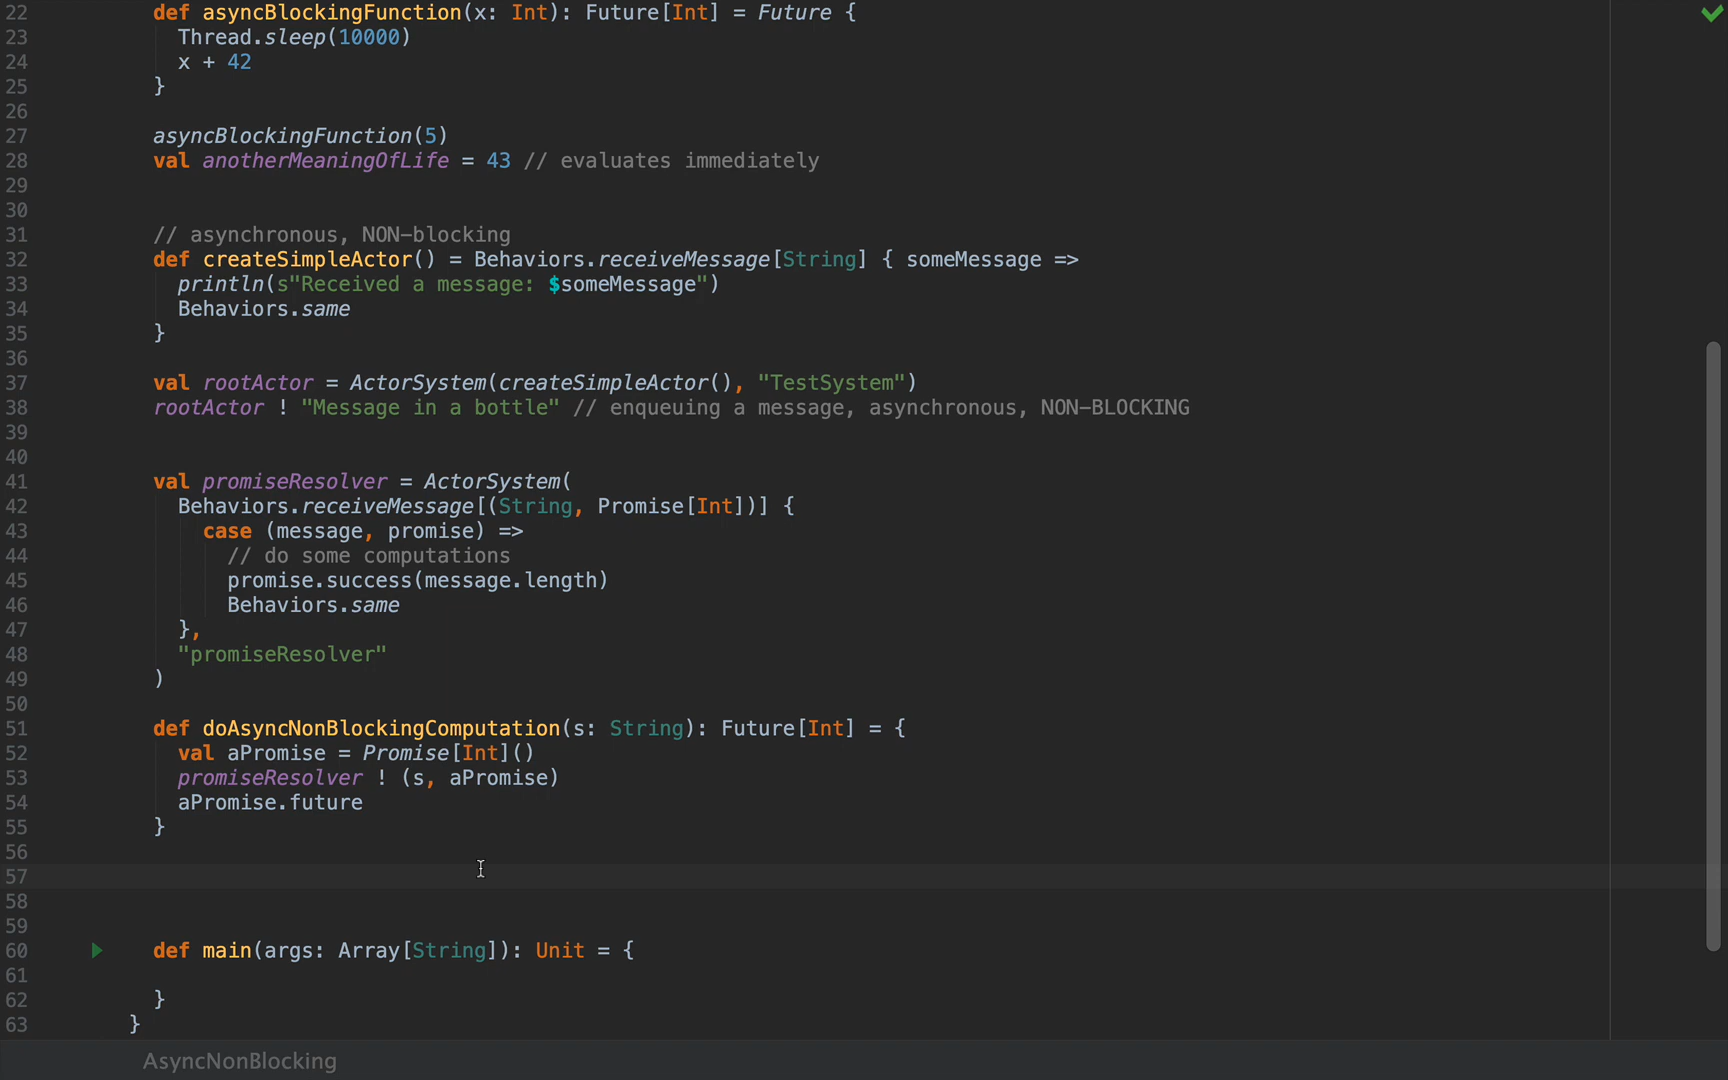 22 def asyncBlockingFunction(x: Int): Future[Int] = Future {
23 Thread.sleep(10000)
24 x + 42
25 }
26
27 asyncBlockingFunction(5)
28 val anotherMeaningOfLife = 43 // evaluates immediately
29
30
31 // asynchronous, NON-blocking
32 def createSimpleActor() = Behaviors.receiveMessage[String] { someMessage =>
33 println(s"Received a message: $someMessage")
34 Behaviors.same
35 }
36
37 val rootActor = ActorSystem(createSimpleActor(), "TestSystem")
38 rootActor ! "Message in a bottle" // enqueuing a message, asynchronous, NON-BLOCKING
39
40
41 val promiseResolver = ActorSystem(
42 Behaviors.receiveMessage[(String, Promise[Int])] {
43 case (message, promise) =>
44 // do some computations
45 promise.success(message.length)
46 Behaviors.same
47 },
48 "promiseResolver"
49 )
50
51 def doAsyncNonBlockingComputation(s: String): Future[Int] = {
52 val aPromise = Promise[Int]()
53 promiseResolver ! (s, aPromise)
54 aPromise.future
55 }
56
57
58
59
60 def main(args: Array[String]): Unit = {
61
62 }
63 }
AsyncNonBlocking